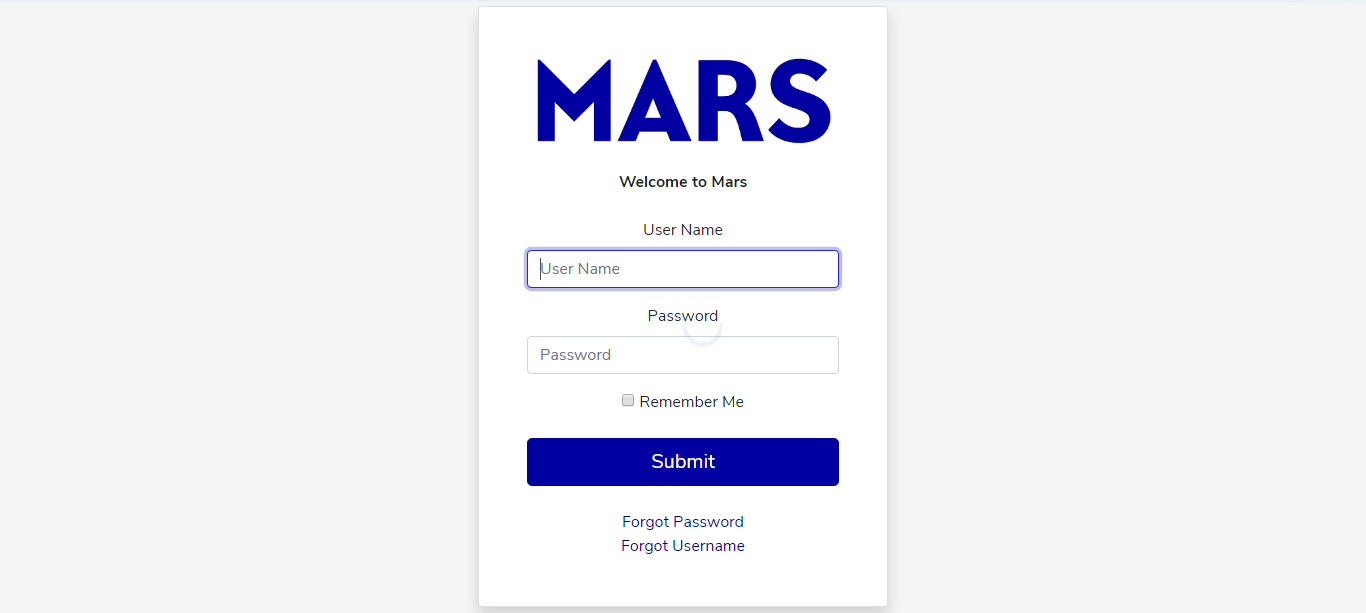 MARS
Welcome to Mars
User Name
User Name
Password
Password
Remember Me
Submit
Forgot Password
Forgot Username